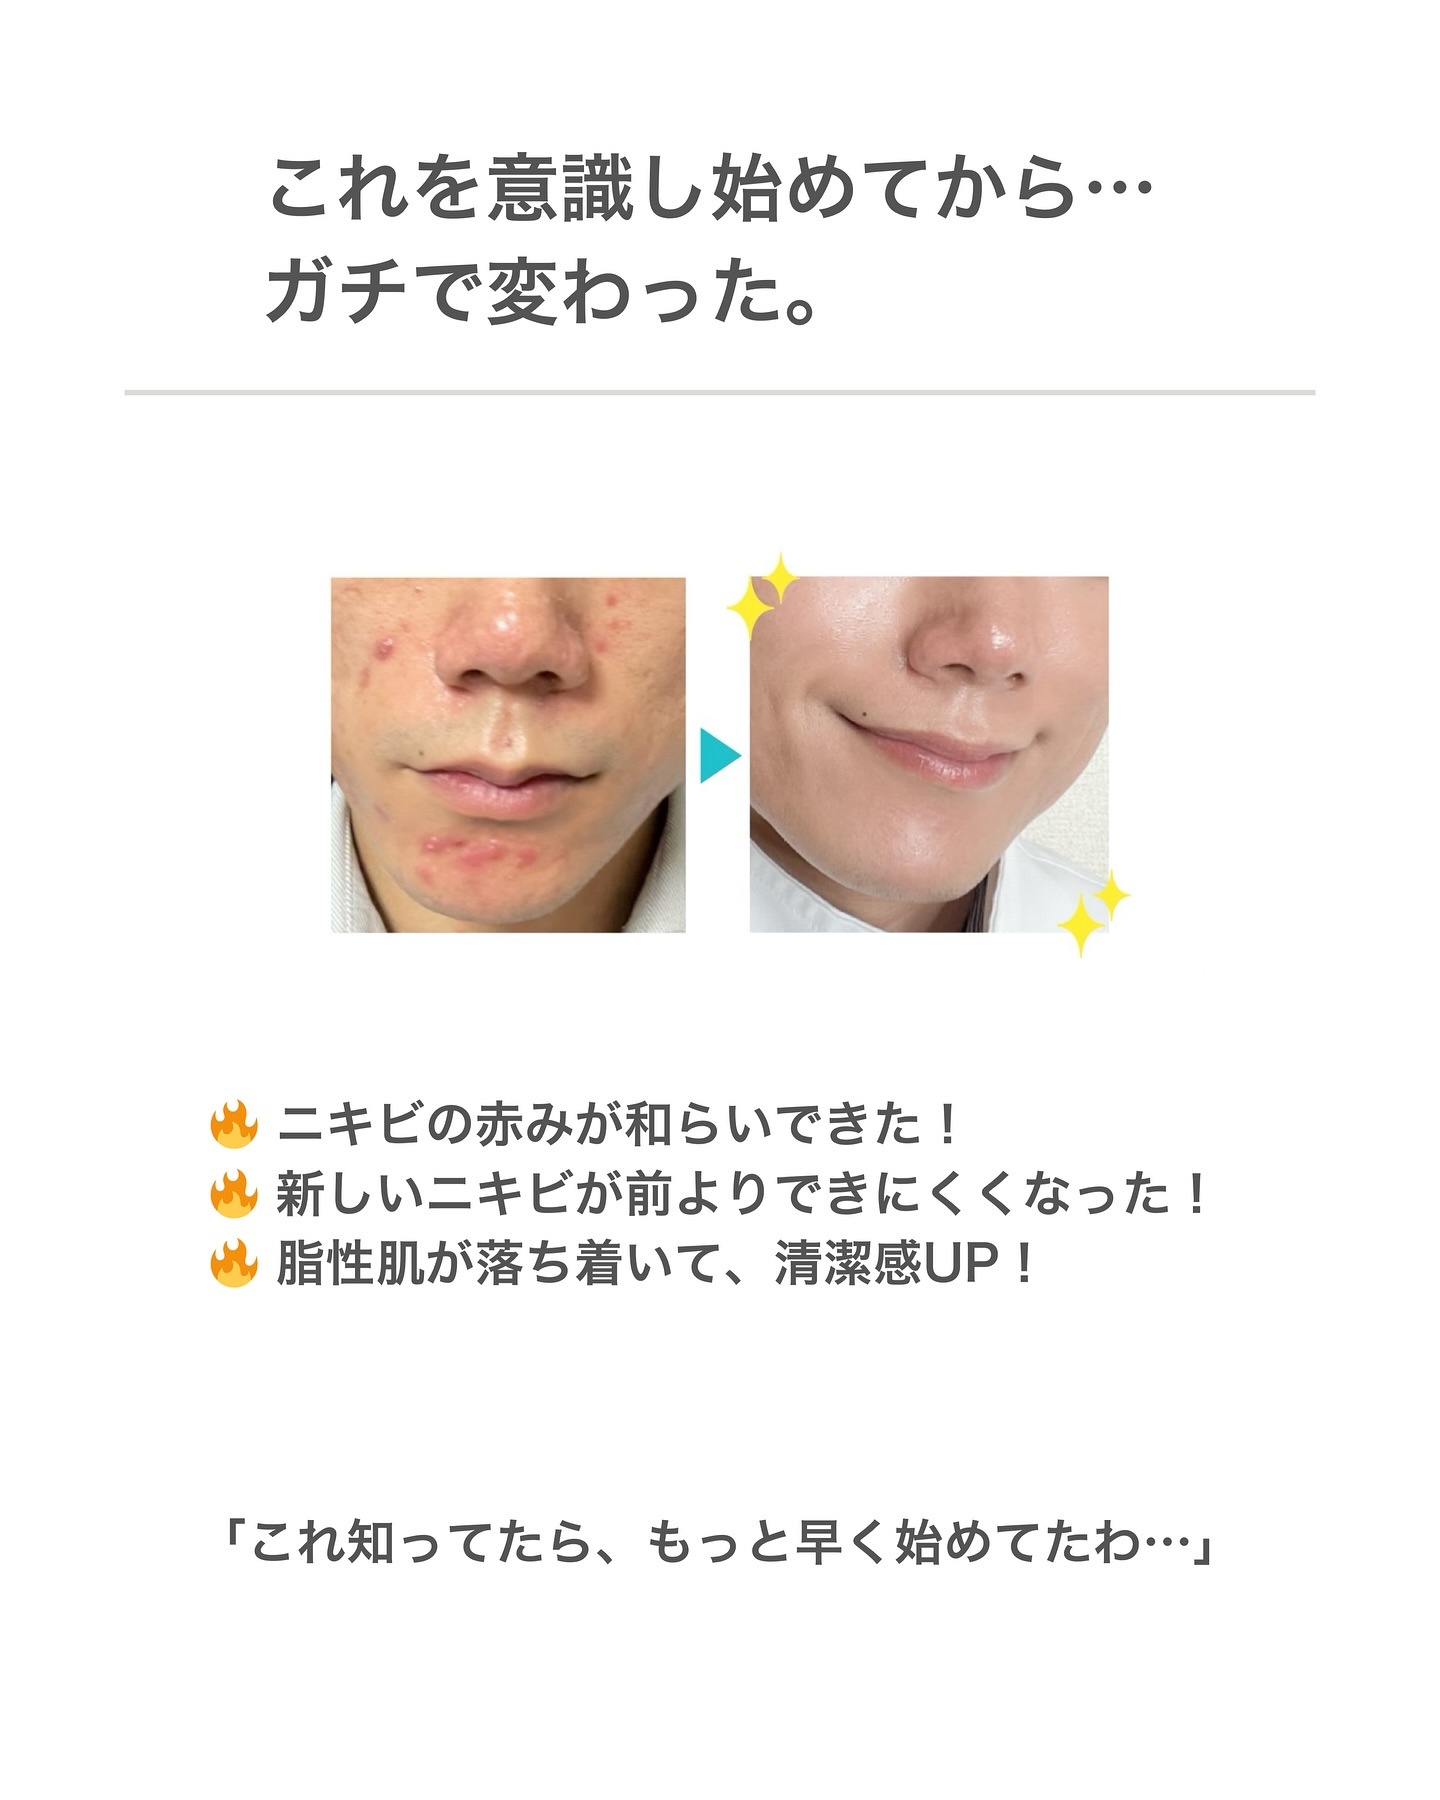 これを意識し始めてから…
ガチで変わった。
🔥 ニキビの赤みが和らいできた！
🔥 新しいニキビが前よりできにくくなった！
🔥 脂性肌が落ち着いて、清潔感UP！
「これ知ってたら、もっと早く始めてたわ…」